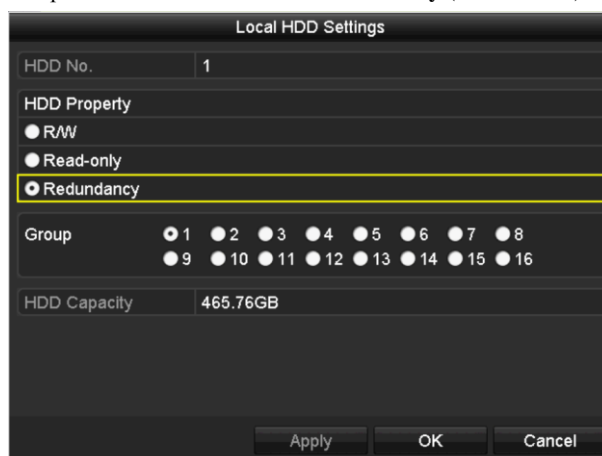 Local HDD Settings
HDD No. 1
HDD Property
R/W
Read-only
Redundancy
Group 1 2 3 4 5 6 7 8
9 10 11 12 13 14 15 16
HDD Capacity 465.76GB
Apply OK Cancel